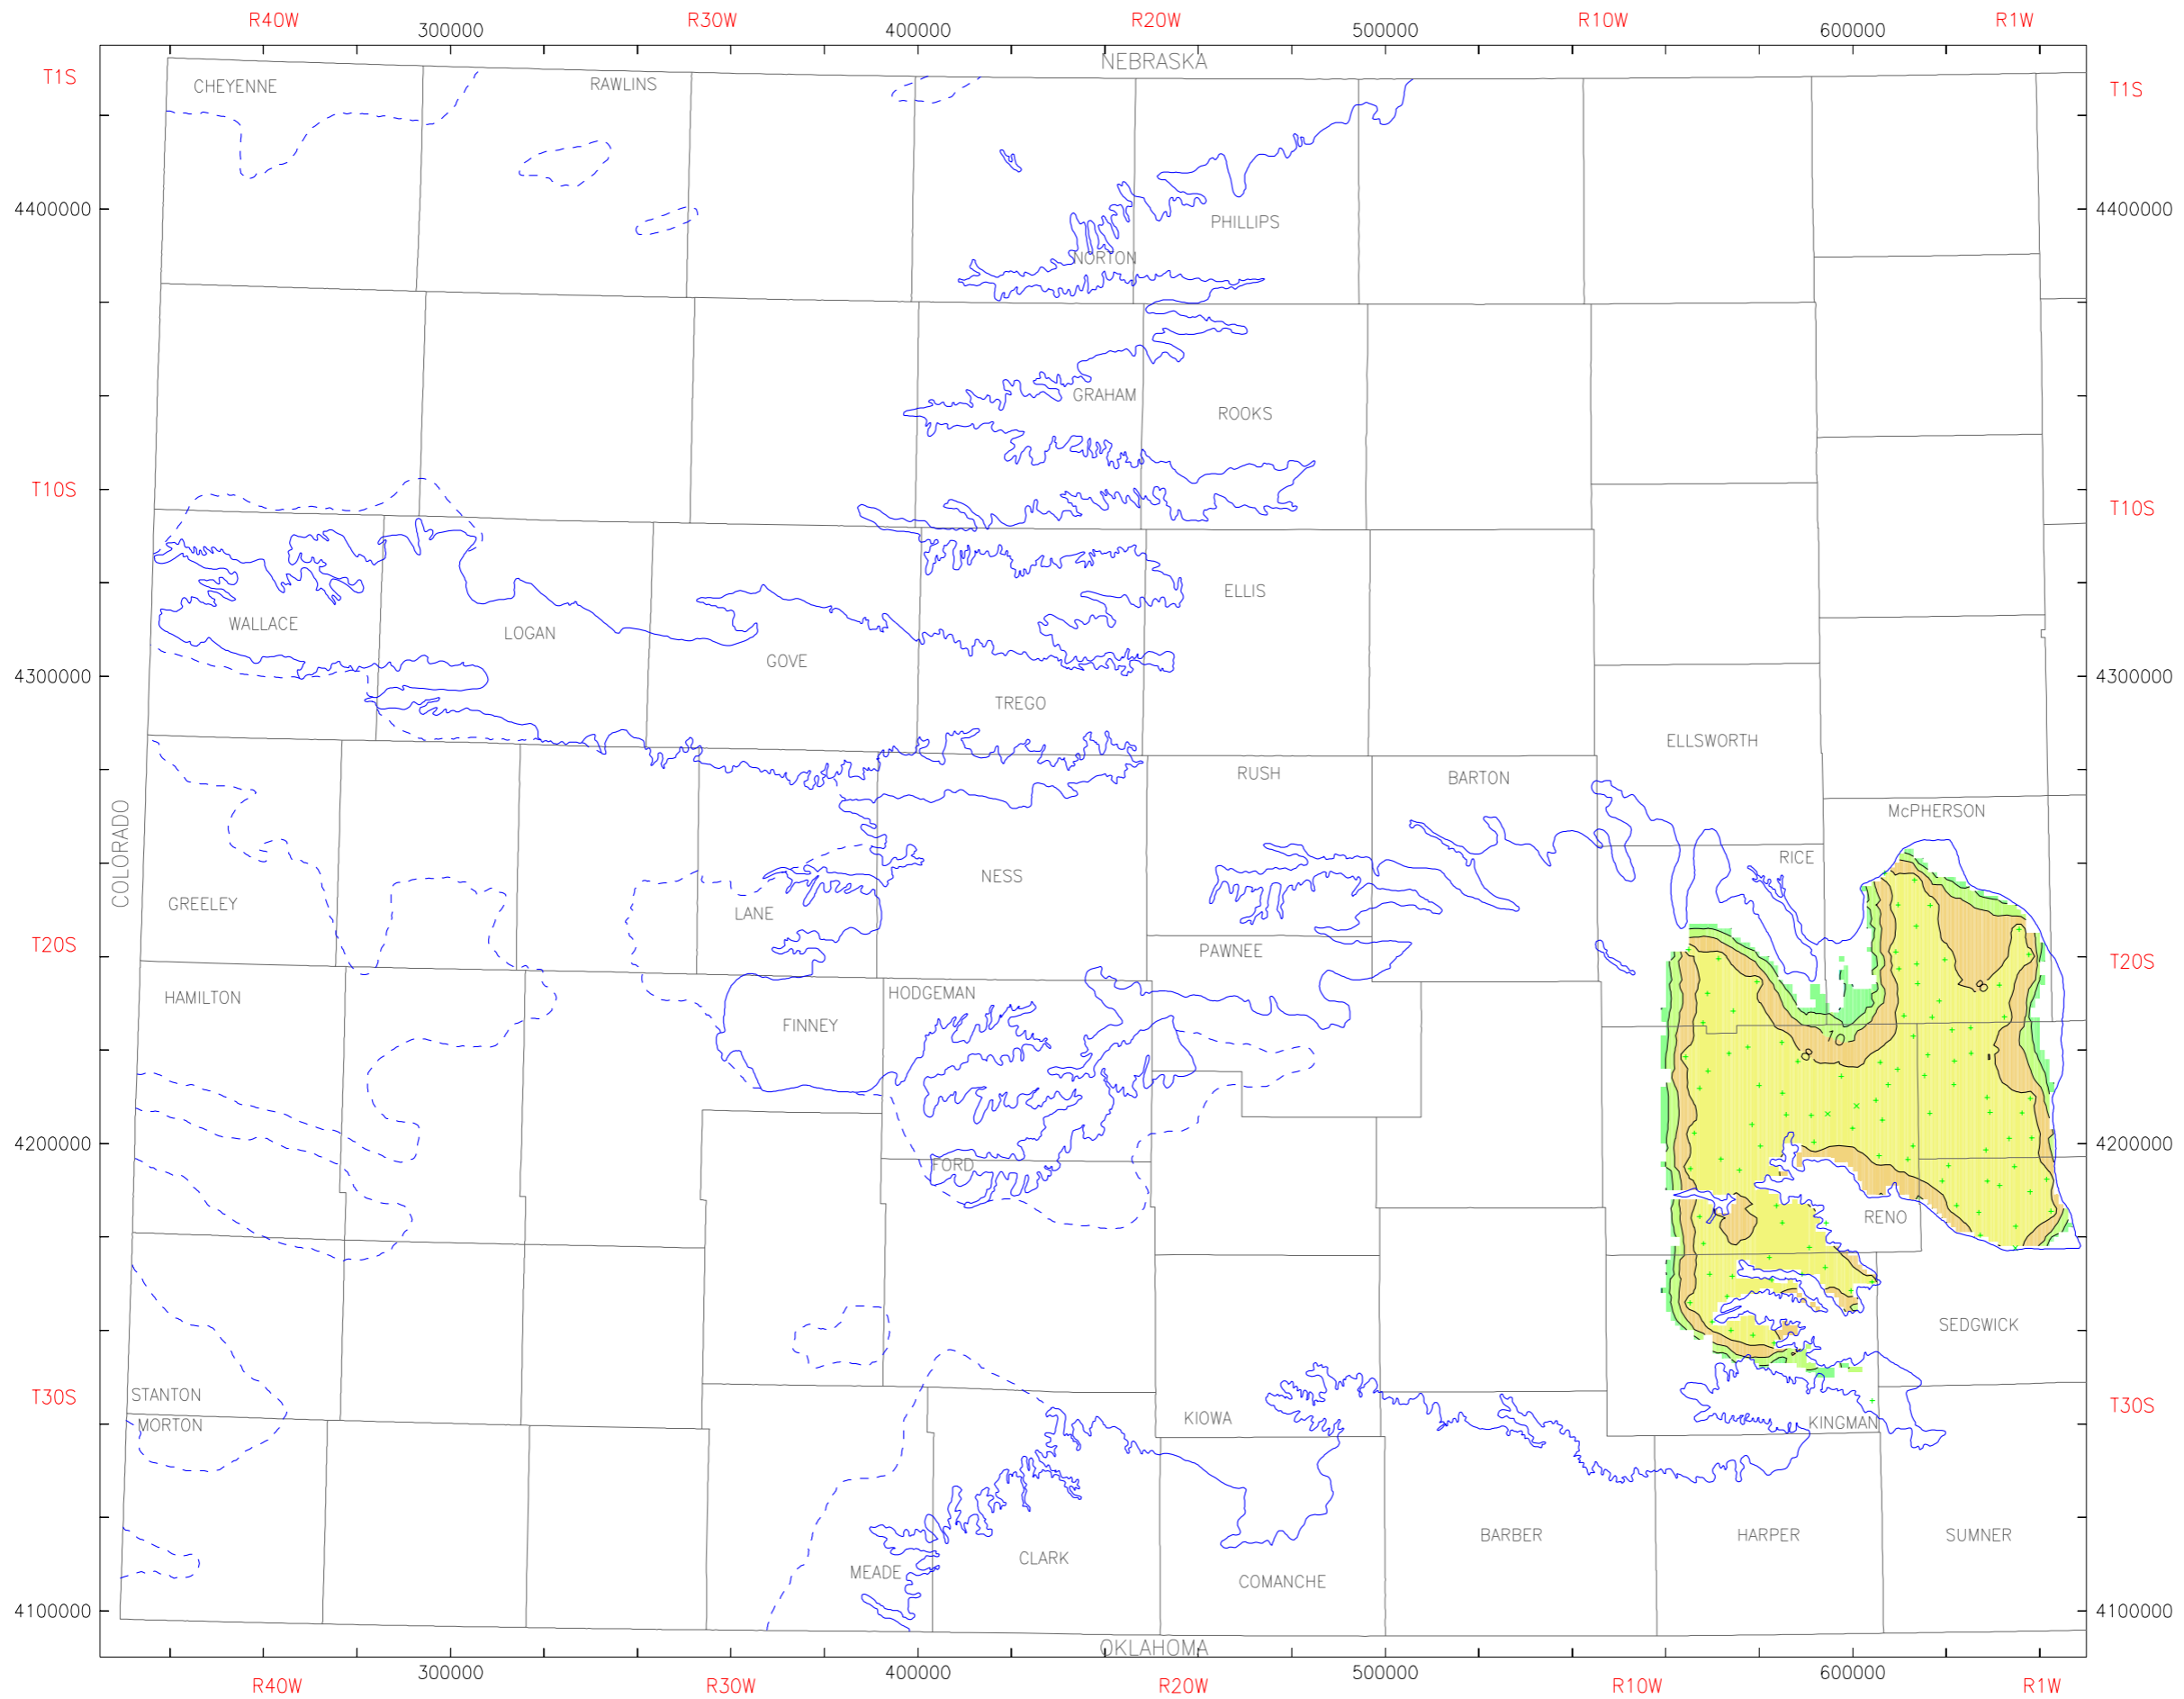 R40W R30W R20W R10W R1W
300000 400000 500000 600000
NEBRASKA
T1S CHEYENNE RAWLINS T1S
4400000 PHILLIPS 4400000
NORTON
GRAHAM
ROOKS
T10S T10S
ELLIS
WALLACE LOGAN
GOVE
4300000 4300000
TREGO
ELLSWORTH
RUSH BARTON
COLORADO
McPHERSON
RICE
NESS
GREELEY LANE
T20S PAWNEE T20S
8
HAMILTON HODGEMAN
FINNEY
10
8
4200000 4200000
FORD
RENO
SEDGWICK
STANTON
T30S T30S
MORTON KIOWA KINGMAN
BARBER HARPER SUMNER
CLARK
MEADE
COMANCHE
4100000 4100000
OKLAHOMA
300000 400000 500000 600000
R40W R30W R20W R10W R1W